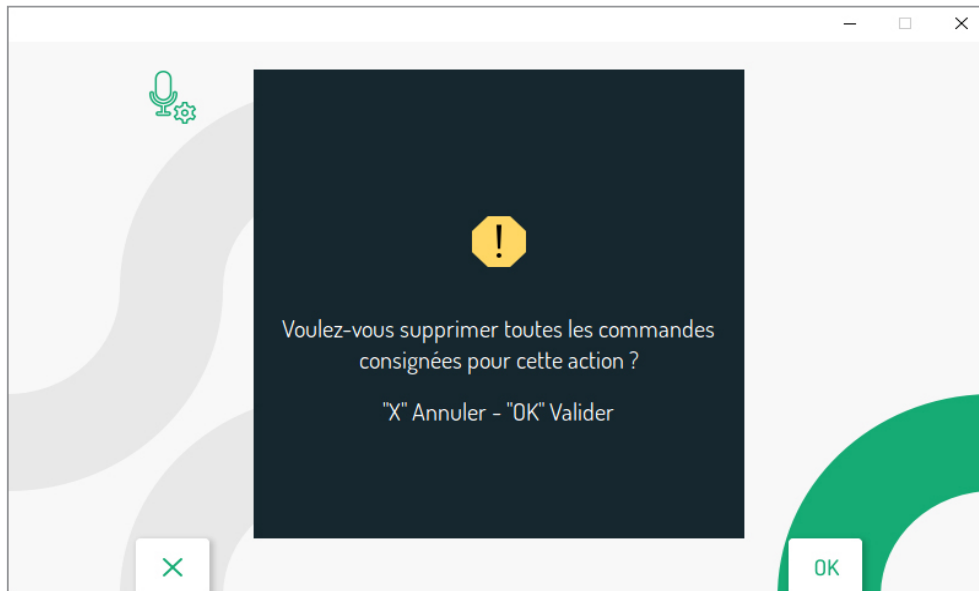 !
Voulez-vous supprimer toutes les commandes
consignées pour cette action ?
"X" Annuler - "OK" Valider
OK